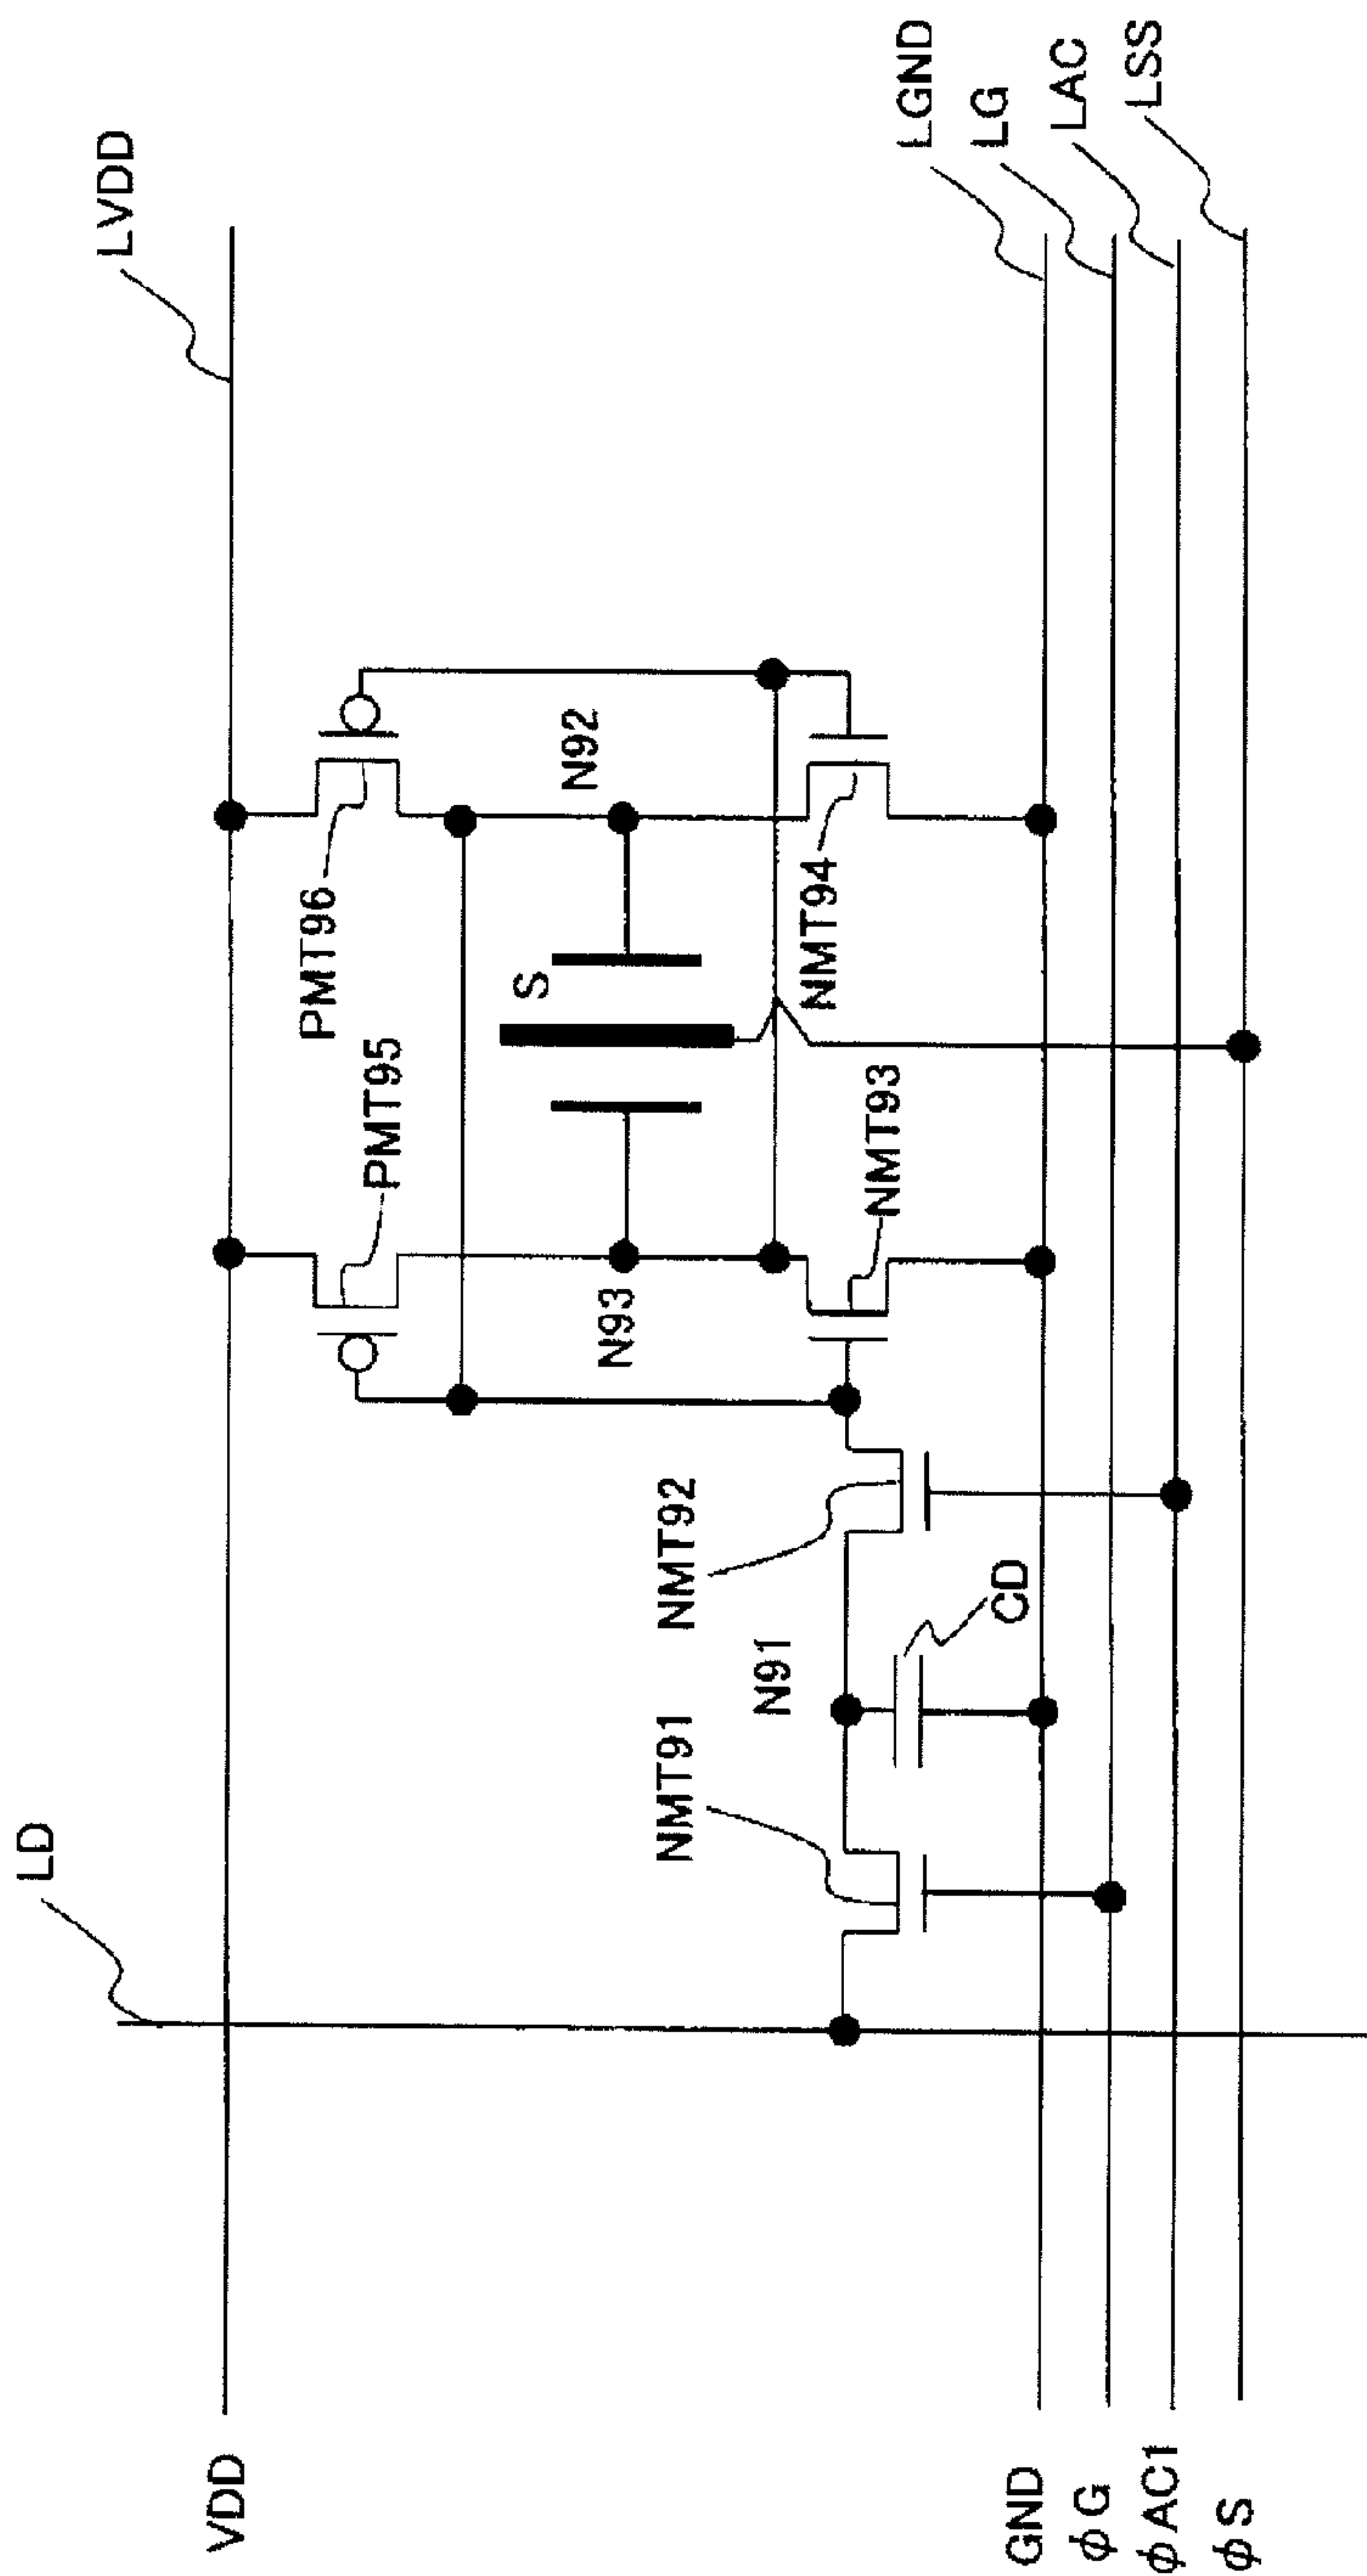 LD
LVDD
VDD
PMT95
PMT96
S
N92
N93
NMT91
N91
NMT92
CD
NMT93
NMT94
LGND
LG
LAC
LSS
GND
φG
φAC1
φS